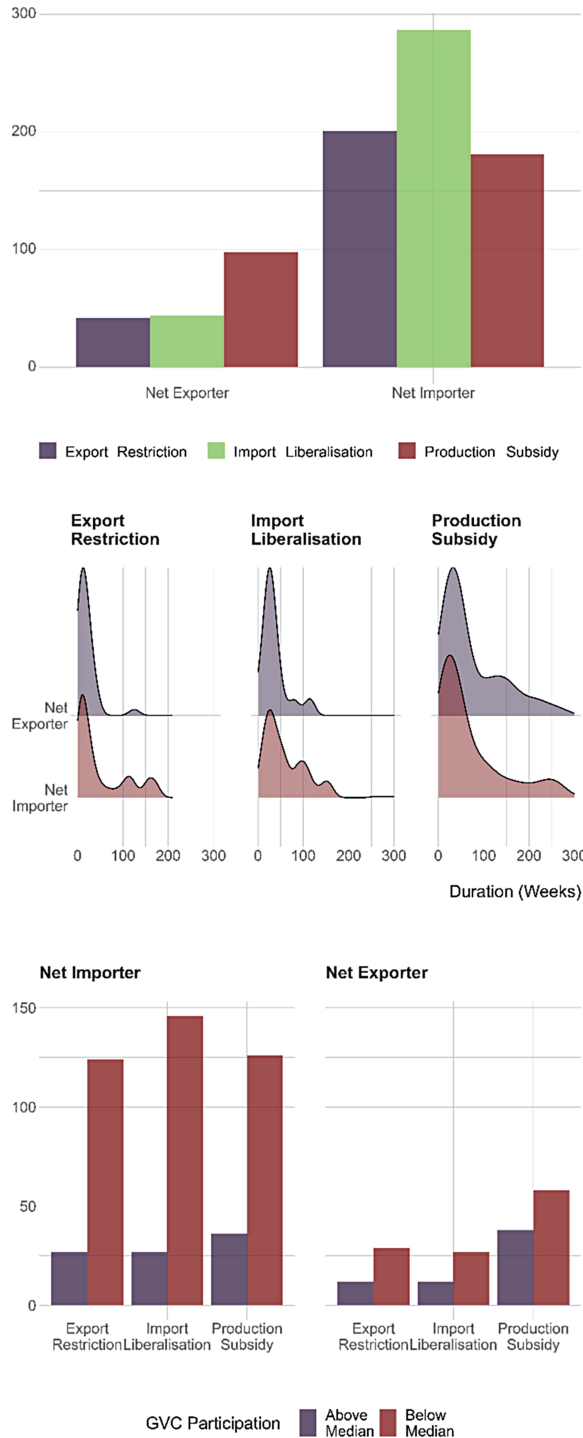 300
200
100
0
Net Exporter Net Importer
Export Restriction Import Liberalisation Production Subsidy
Export Import Production
Restriction Liberalisation Subsidy
Net
Exporter
Net
Importer
0 100 200 300 0 100 200 300 0 100 200 300
Duration (Weeks)
Net Importer Net Exporter
150
100
50
0
Export Import Production Export Import Production
Restriction Liberalisation Subsidy Restriction Liberalisation Subsidy
GVC Participation Above Median Below Median